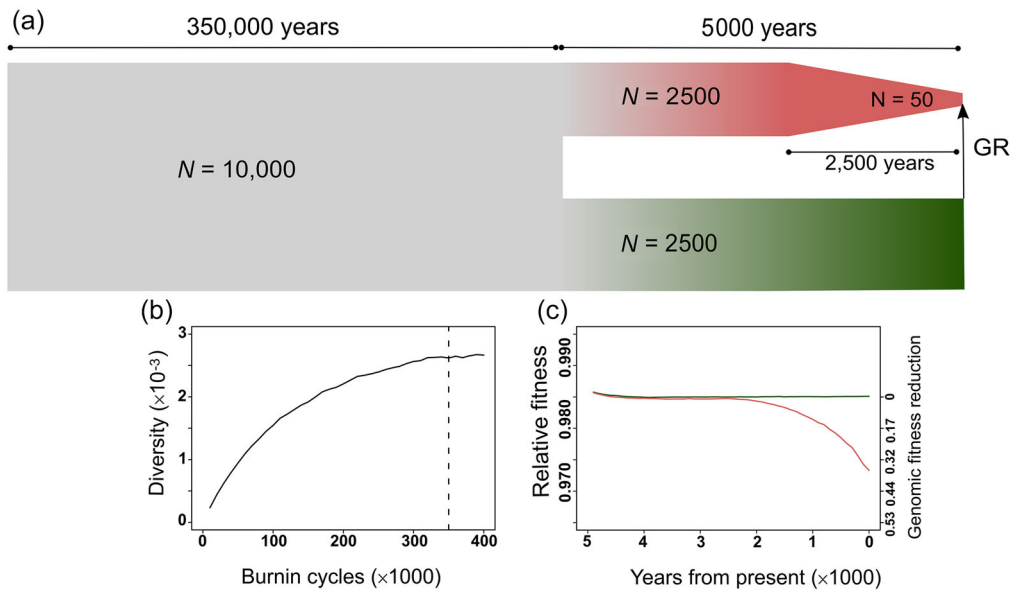 (a)
350,000 years
5000 years
N = 2500
N = 50
N = 10,000
2,500 years
GR
N = 2500
(b)
3
2
1
0
Diversity (×10⁻³)
0 100 200 300 400
Burnin cycles (×1000)
(c)
0.990
0.980
0.970
Relative fitness
0
0.17
0.32
0.44
0.53
Genomic fitness reduction
5 4 3 2 1 0
Years from present (×1000)